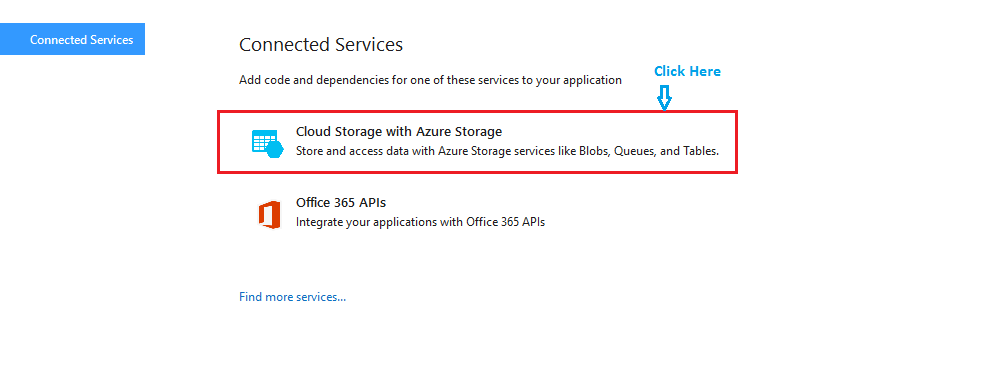 Connected Services
Connected Services
Add code and dependencies for one of these services to your application
Click Here
Cloud Storage with Azure Storage
Store and access data with Azure Storage services like Blobs, Queues, and Tables.
Office 365 APIs
Integrate your applications with Office 365 APIs
Find more services...